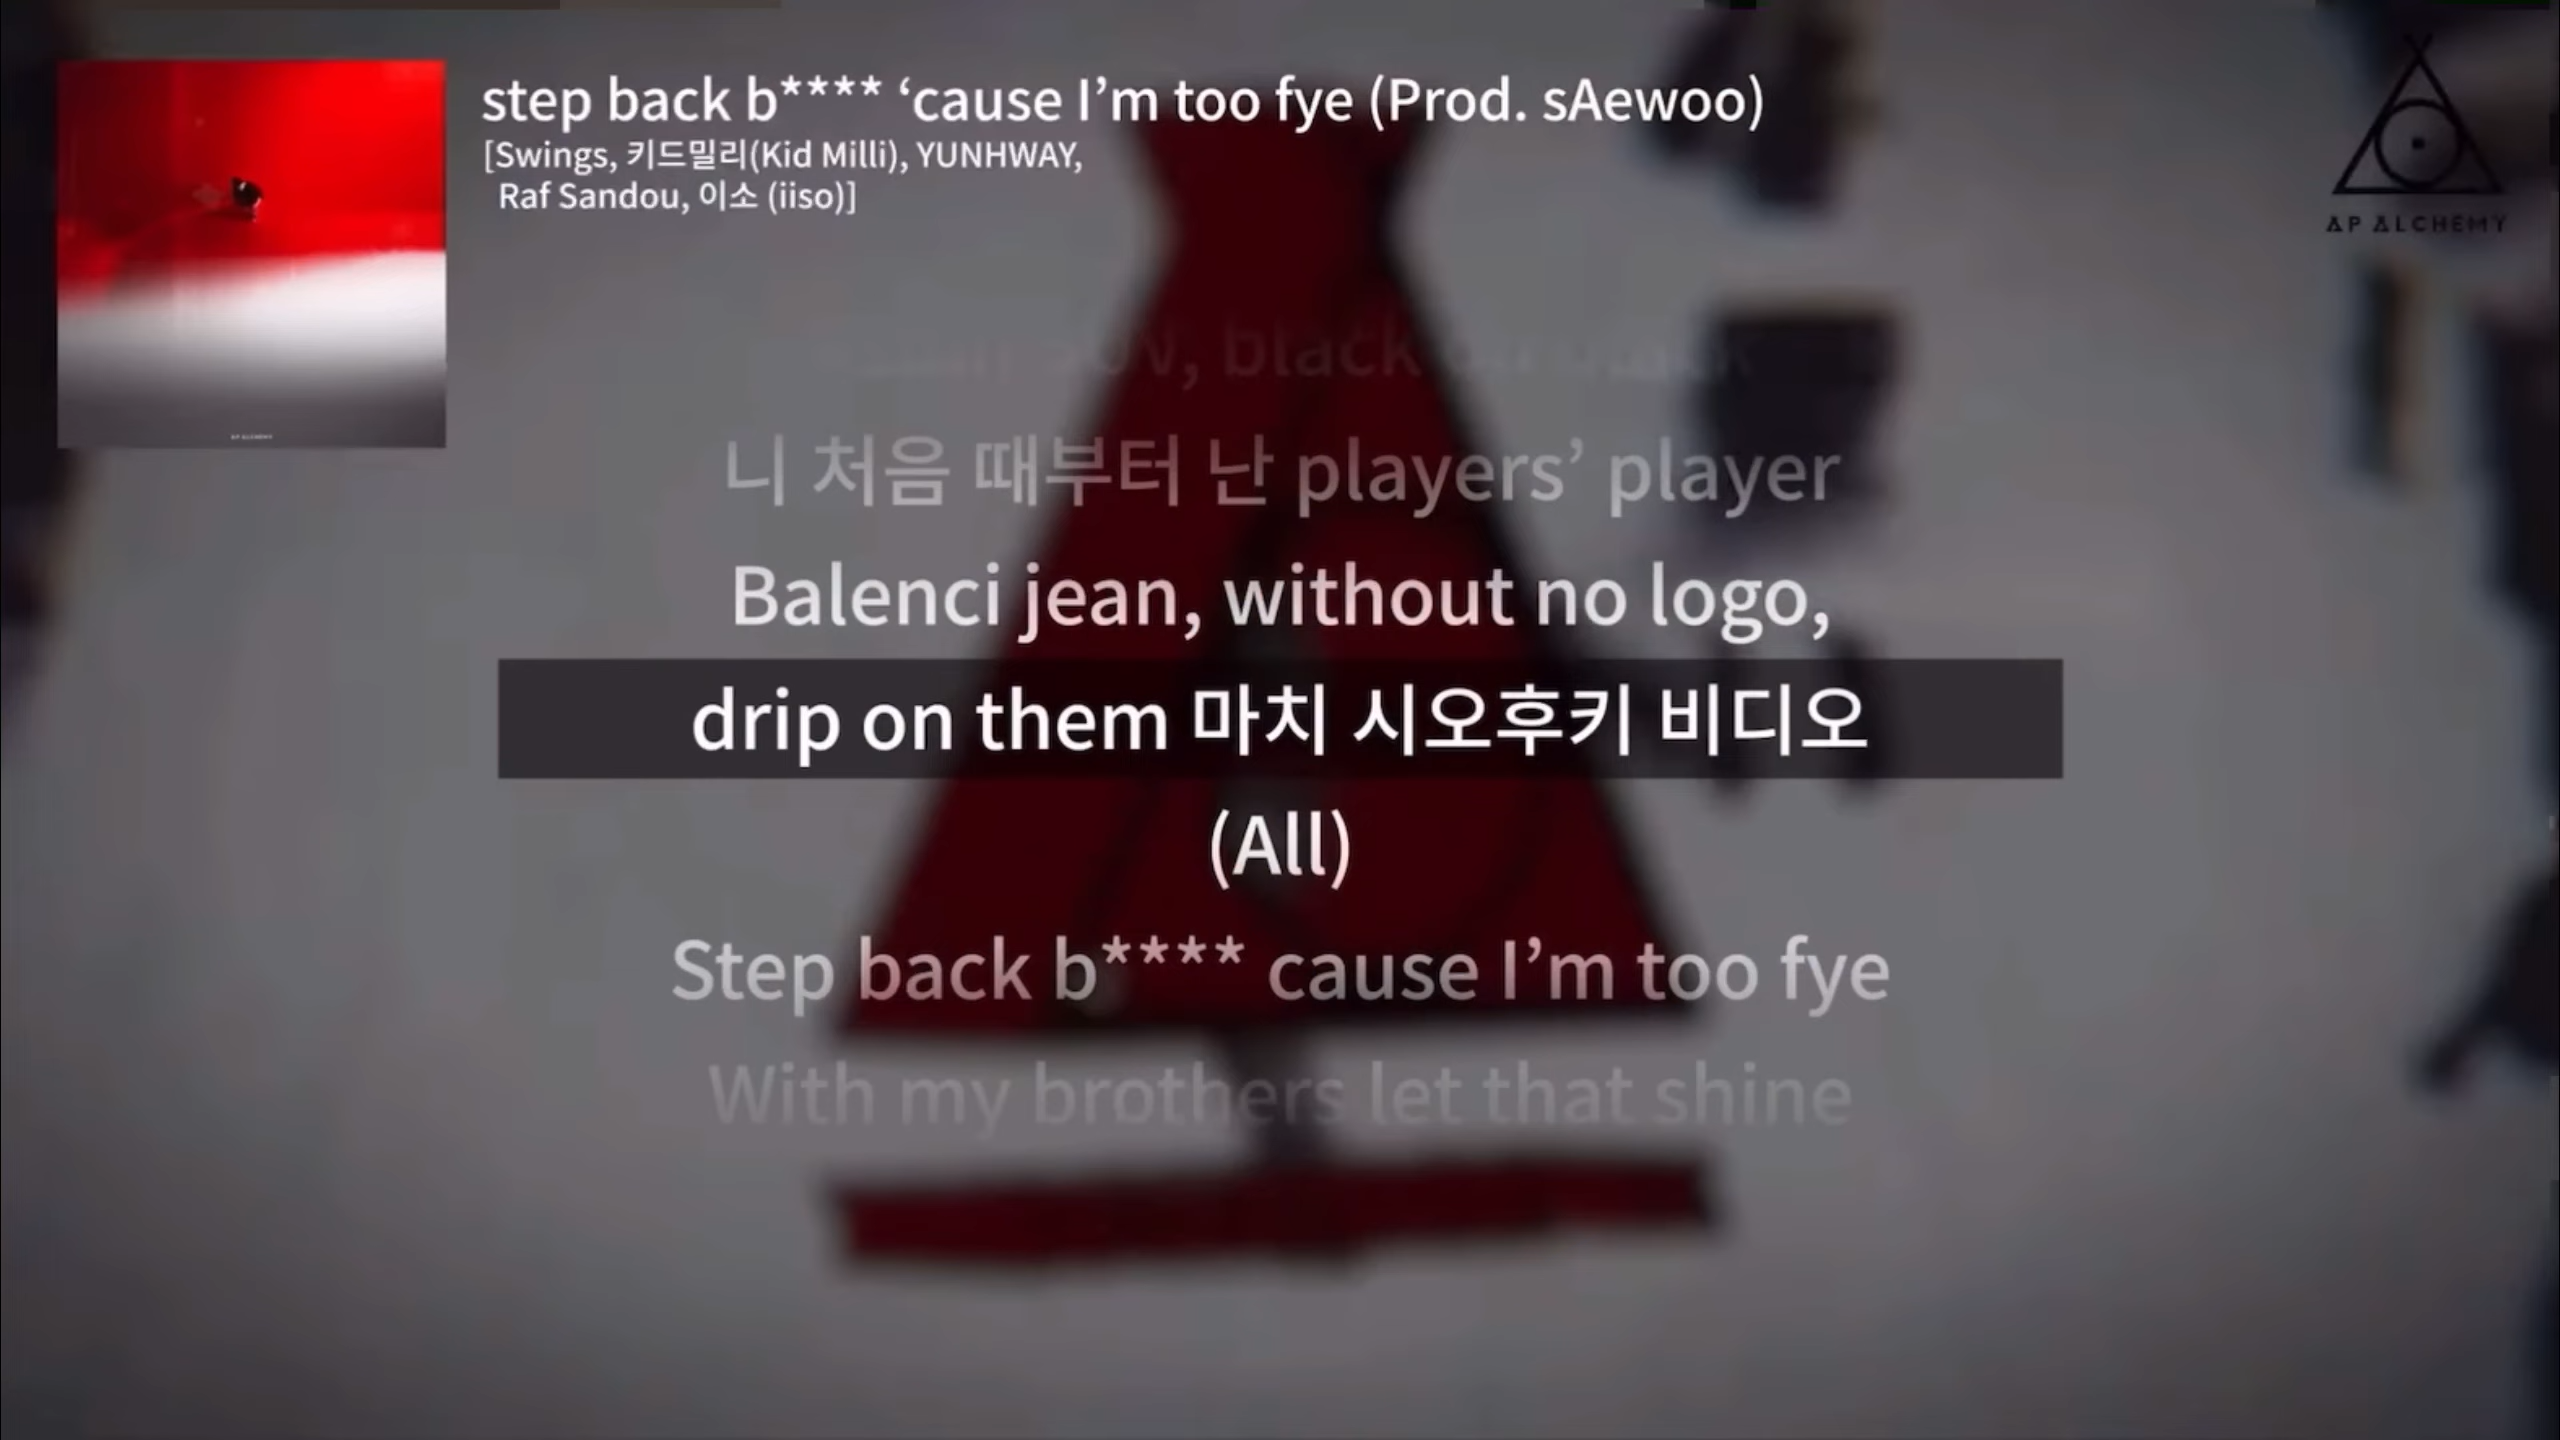 step back b**** ‘cause I’m too fye (Prod. sAewoo)
[Swings, 키드밀리(Kid Milli), YUNHWAY,
Raf Sandou, 이소 (iiso)]
AP ALCHEMY
black
니 처음 때부터 난 players’ player
Balenci jean, without no logo,
drip on them 마치 시오후키 비디오
(All)
Step back b**** cause I’m too fye
With my brothers let that shine
AP ALCHEMY